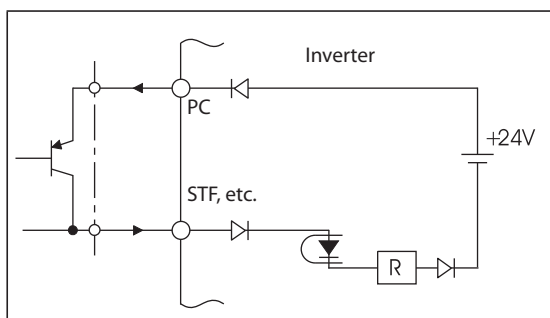 Inverter
PC
+24V
STF, etc.
R